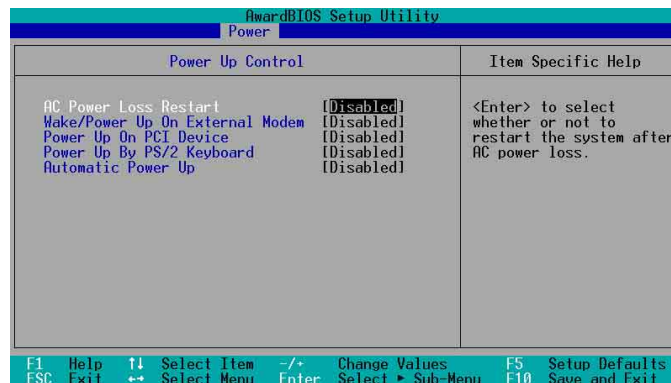 AwardBIOS Setup Utility
Power
Power Up Control
Item Specific Help
AC Power Loss Restart [Disabled]
Wake/Power Up On External Modem [Disabled]
Power Up On PCI Device [Disabled]
Power Up By PS/2 Keyboard [Disabled]
Automatic Power Up [Disabled]
<Enter> to select
whether or not to
restart the system after
AC power loss.
F1 Help ↑↓ Select Item -/+ Change Values F5 Setup Defaults
ESC Exit ←→ Select Menu Enter Select ► Sub-Menu F10 Save and Exit